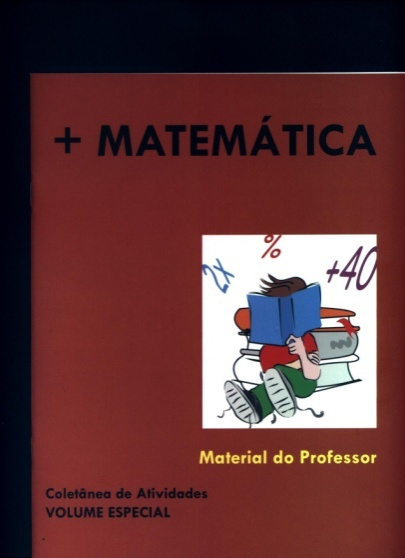 + MATEMÁTICA
2x
%
+40
Material do Professor
Coletânea de Atividades
VOLUME ESPECIAL